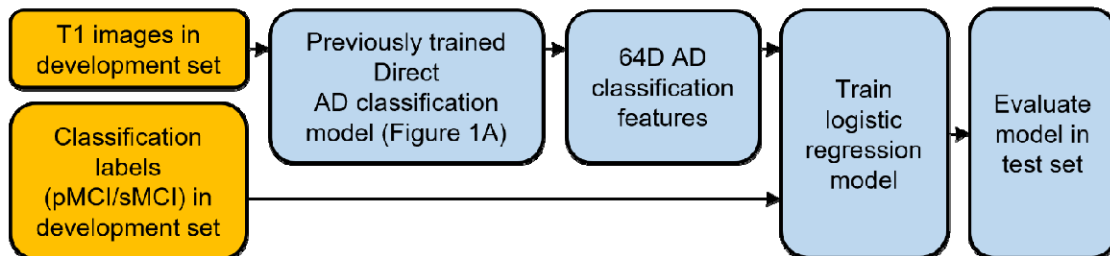 T1 images in
development set
Previously trained
Direct
AD classification
model (Figure 1A)
64D AD
classification
features
Train
logistic
regression
model
Evaluate
model in
test set
Classification
labels
(pMCI/sMCI) in
development set